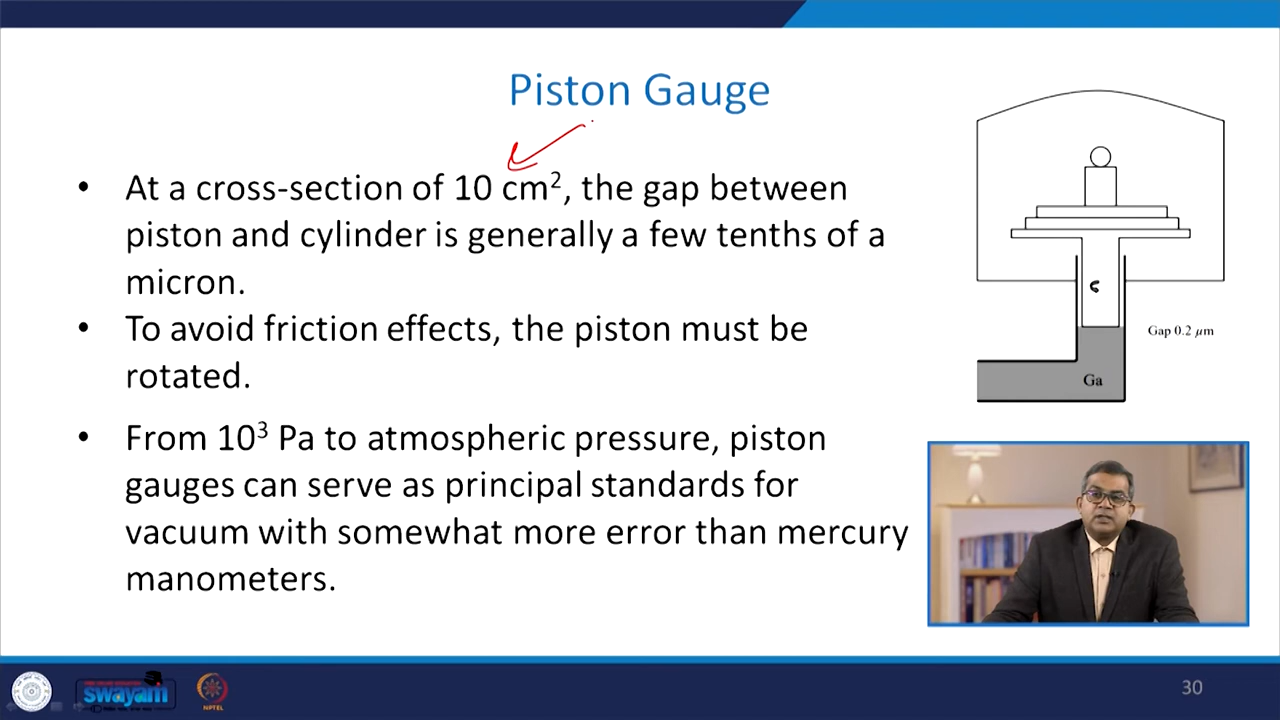 Piston Gauge
• At a cross-section of 10 cm², the gap between
piston and cylinder is generally a few tenths of a
micron.
• To avoid friction effects, the piston must be
rotated.
• From 10³ Pa to atmospheric pressure, piston
gauges can serve as principal standards for
vacuum with somewhat more error than mercury
manometers.
Gap 0.2 μm
Ga
swayam
NPTEL
30